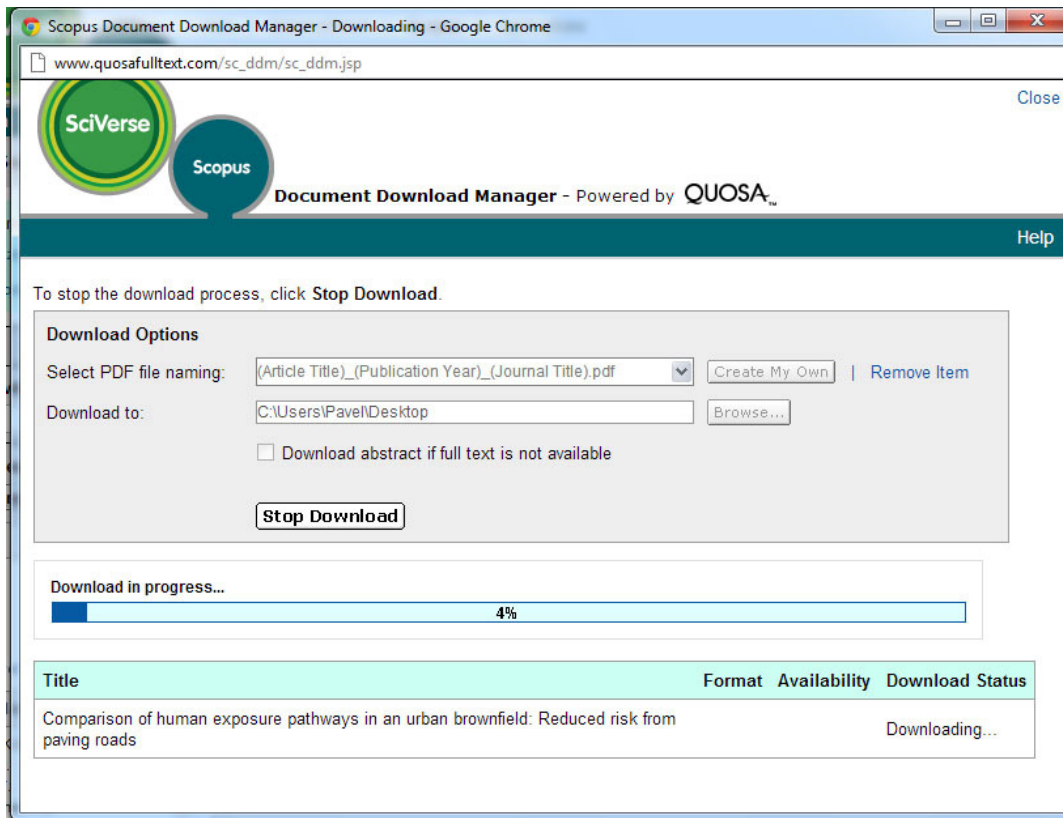 Scopus Document Download Manager - Downloading - Google Chrome
www.quosafulltext.com/sc_ddm/sc_ddm.jsp
Close
SciVerse
Scopus
Document Download Manager - Powered by QUOSA™
Help
To stop the download process, click Stop Download.
Download Options
Select PDF file naming: (Article Title)_(Publication Year)_(Journal Title).pdf Create My Own | Remove Item
Download to: C:\Users\Pavel\Desktop Browse...
Download abstract if full text is not available
Stop Download
Download in progress...
4%
Title Format Availability Download Status
Comparison of human exposure pathways in an urban brownfield: Reduced risk from
paving roads
Downloading...